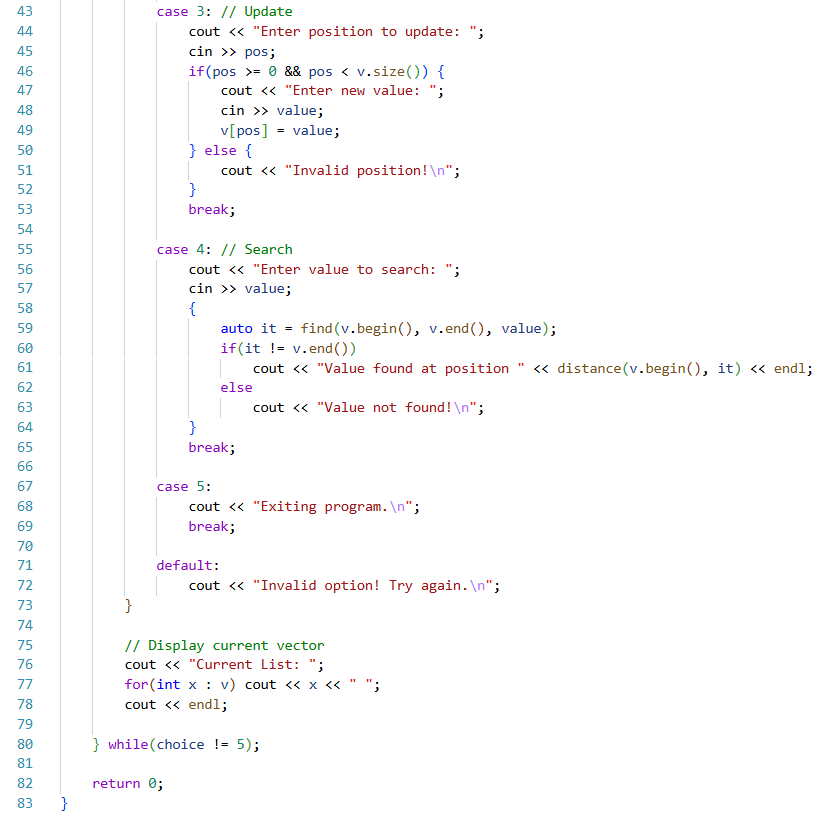 43 case 3: // Update
44 cout << "Enter position to update: ";
45 cin >> pos;
46 if(pos >= 0 && pos < v.size()) {
47 cout << "Enter new value: ";
48 cin >> value;
49 v[pos] = value;
50 } else {
51 cout << "Invalid position!\n";
52 }
53 break;
54
55 case 4: // Search
56 cout << "Enter value to search: ";
57 cin >> value;
58 {
59 auto it = find(v.begin(), v.end(), value);
60 if(it != v.end())
61 cout << "Value found at position " << distance(v.begin(), it) << endl;
62 else
63 cout << "Value not found!\n";
64 }
65 break;
66
67 case 5:
68 cout << "Exiting program.\n";
69 break;
70
71 default:
72 cout << "Invalid option! Try again.\n";
73 }
74
75 // Display current vector
76 cout << "Current List: ";
77 for(int x : v) cout << x << " ";
78 cout << endl;
79
80 } while(choice != 5);
81
82 return 0;
83 }